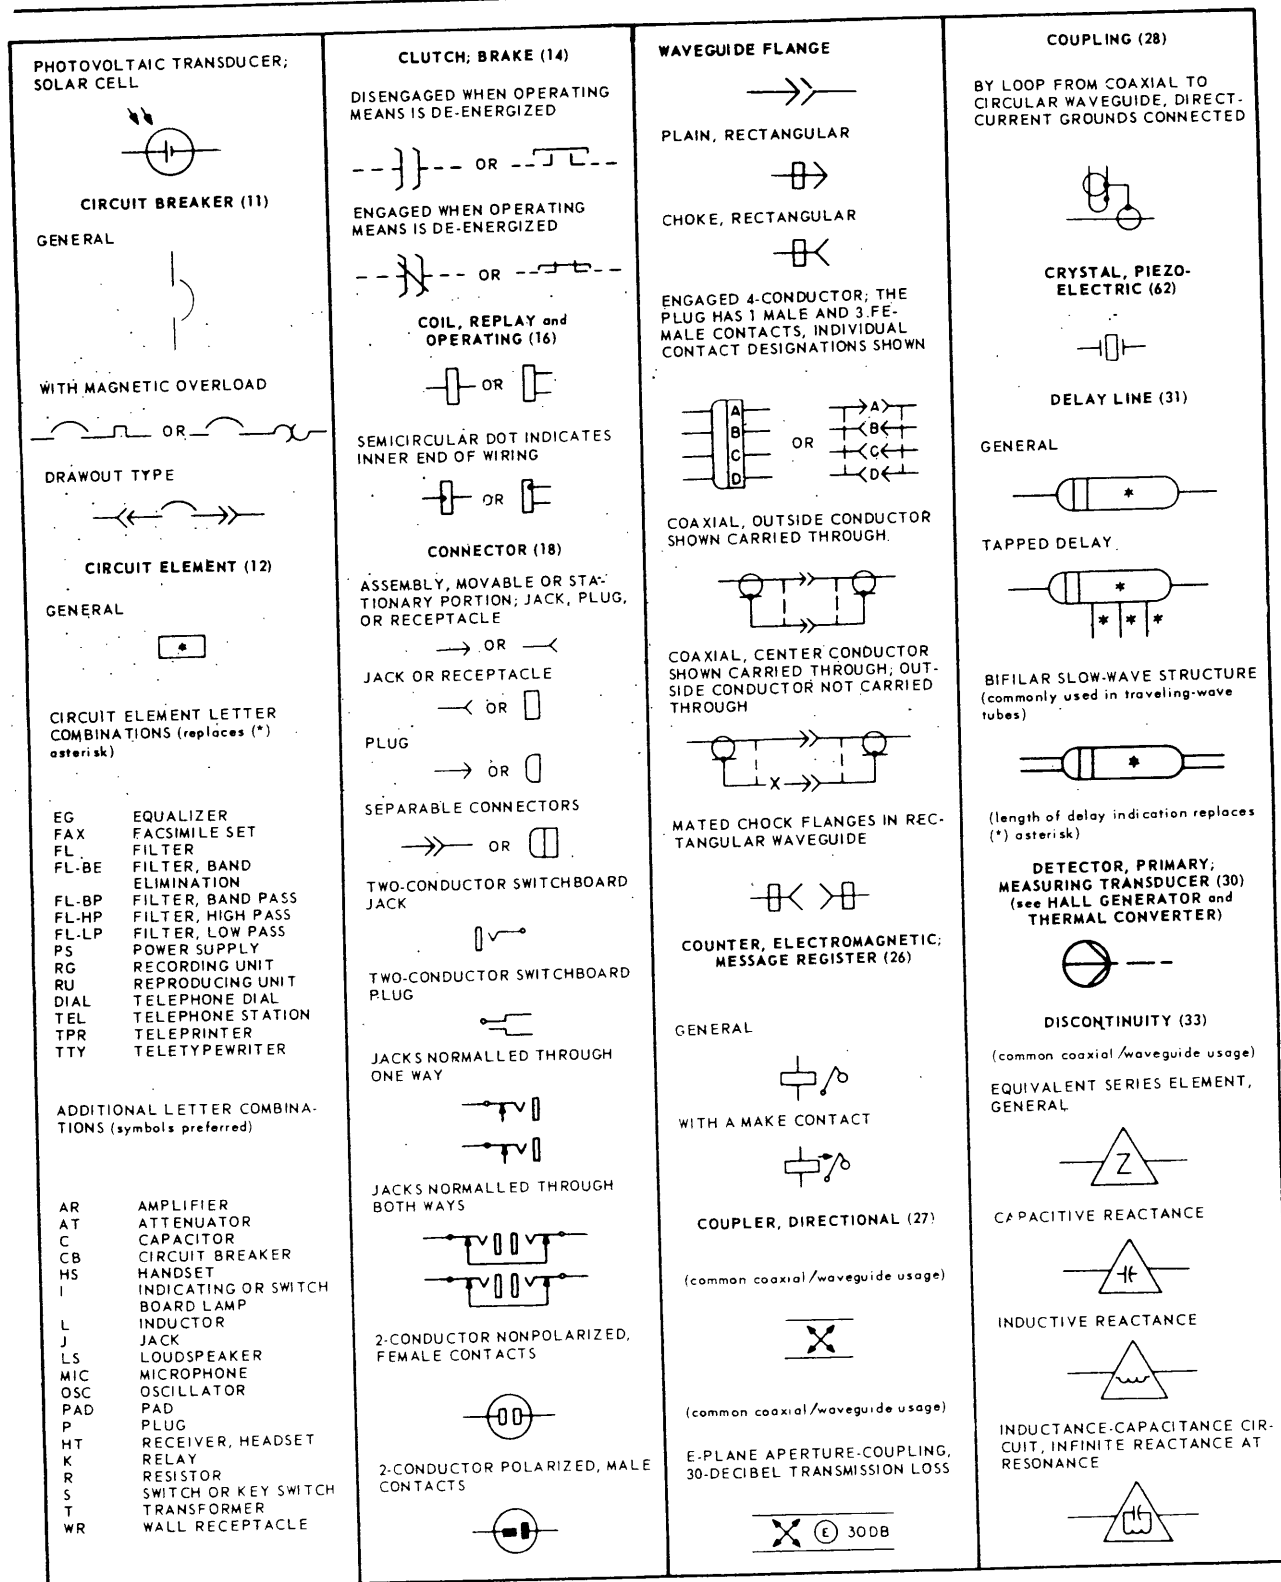 PHOTOVOLTAIC TRANSDUCER;
SOLAR CELL
CIRCUIT BREAKER (11)
GENERAL
WITH MAGNETIC OVERLOAD
OR
DRAWOUT TYPE
CIRCUIT ELEMENT (12)
GENERAL
*
CIRCUIT ELEMENT LETTER
COMBINATIONS (replaces (*)
asterisk)
EG EQUALIZER
FAX FACSIMILE SET
FL FILTER
FL-BE FILTER, BAND
ELIMINATION
FL-BP FILTER, BAND PASS
FL-HP FILTER, HIGH PASS
FL-LP FILTER, LOW PASS
PS POWER SUPPLY
RG RECORDING UNIT
RU REPRODUCING UNIT
DIAL TELEPHONE DIAL
TEL TELEPHONE STATION
TPR TELEPRINTER
TTY TELETYPEWRITER
ADDITIONAL LETTER COMBINA-
TIONS (symbols preferred)
AR AMPLIFIER
AT ATTENUATOR
C CAPACITOR
CB CIRCUIT BREAKER
HS HANDSET
I INDICATING OR SWITCH
BOARD LAMP
L INDUCTOR
J JACK
LS LOUDSPEAKER
MIC MICROPHONE
OSC OSCILLATOR
PAD PAD
P PLUG
HT RECEIVER, HEADSET
K RELAY
R RESISTOR
S SWITCH OR KEY SWITCH
T TRANSFORMER
WR WALL RECEPTACLE
CLUTCH; BRAKE (14)
DISENGAGED WHEN OPERATING
MEANS IS DE-ENERGIZED
OR
ENGAGED WHEN OPERATING
MEANS IS DE-ENERGIZED
OR
COIL, REPLAY and
OPERATING (16)
OR
SEMICIRCULAR DOT INDICATES
INNER END OF WIRING
OR
CONNECTOR (18)
ASSEMBLY, MOVABLE OR STA-
TIONARY PORTION; JACK, PLUG,
OR RECEPTACLE
OR
JACK OR RECEPTACLE
OR
PLUG
OR
SEPARABLE CONNECTORS
OR
TWO-CONDUCTOR SWITCHBOARD
JACK
TWO-CONDUCTOR SWITCHBOARD
PLUG
JACKS NORMALLED THROUGH
ONE WAY
JACKS NORMALLED THROUGH
BOTH WAYS
2-CONDUCTOR NONPOLARIZED,
FEMALE CONTACTS
2-CONDUCTOR POLARIZED, MALE
CONTACTS
WAVEGUIDE FLANGE
PLAIN, RECTANGULAR
CHOKE, RECTANGULAR
ENGAGED 4-CONDUCTOR; THE
PLUG HAS 1 MALE AND 3 FE-
MALE CONTACTS, INDIVIDUAL
CONTACT DESIGNATIONS SHOWN
A A
B B
OR
C C
D D
COAXIAL, OUTSIDE CONDUCTOR
SHOWN CARRIED THROUGH
COAXIAL, CENTER CONDUCTOR
SHOWN CARRIED THROUGH; OUT-
SIDE CONDUCTOR NOT CARRIED
THROUGH
X
MATED CHOCK FLANGES IN REC-
TANGULAR WAVEGUIDE
COUNTER, ELECTROMAGNETIC;
MESSAGE REGISTER (26)
GENERAL
WITH A MAKE CONTACT
COUPLER, DIRECTIONAL (27)
(common coaxial/waveguide usage)
(common coaxial/waveguide usage)
E-PLANE APERTURE-COUPLING,
30-DECIBEL TRANSMISSION LOSS
E 30DB
COUPLING (28)
BY LOOP FROM COAXIAL TO
CIRCULAR WAVEGUIDE, DIRECT-
CURRENT GROUNDS CONNECTED
CRYSTAL, PIEZO-
ELECTRIC (62)
DELAY LINE (31)
GENERAL
*
TAPPED DELAY
*
* * *
BIFILAR SLOW-WAVE STRUCTURE
(commonly used in traveling-wave
tubes)
*
(length of delay indication replaces
(*) asterisk)
DETECTOR, PRIMARY;
MEASURING TRANSDUCER (30)
(see HALL GENERATOR and
THERMAL CONVERTER)
DISCONTINUITY (33)
(common coaxial/waveguide usage)
EQUIVALENT SERIES ELEMENT,
GENERAL
Z
CAPACITIVE REACTANCE
INDUCTIVE REACTANCE
INDUCTANCE-CAPACITANCE CIR-
CUIT, INFINITE REACTANCE AT
RESONANCE